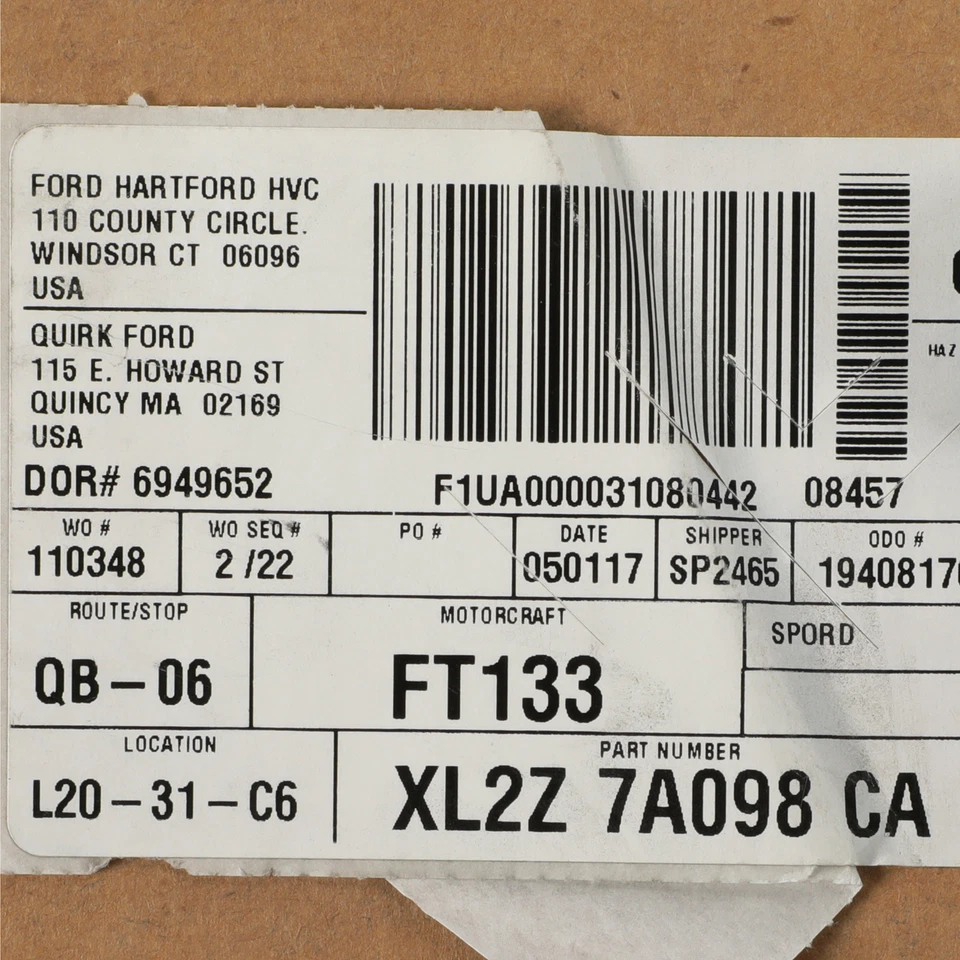 FORD HARTFORD HVC
110 COUNTY CIRCLE.
WINDSOR CT 06096
USA
QUIRK FORD
115 E. HOWARD ST
QUINCY MA 02169
USA
DOR# 6949652
F1UA000031080442 08457
HAZ
WO # WO SEQ # PO # DATE SHIPPER ODO #
110348 2 /22 050117 SP2465 19408170
ROUTE/STOP MOTORCRAFT
SPORD
QB – 06 FT133
LOCATION PART NUMBER
L20 – 31 – C6 XL2Z 7A098 CA